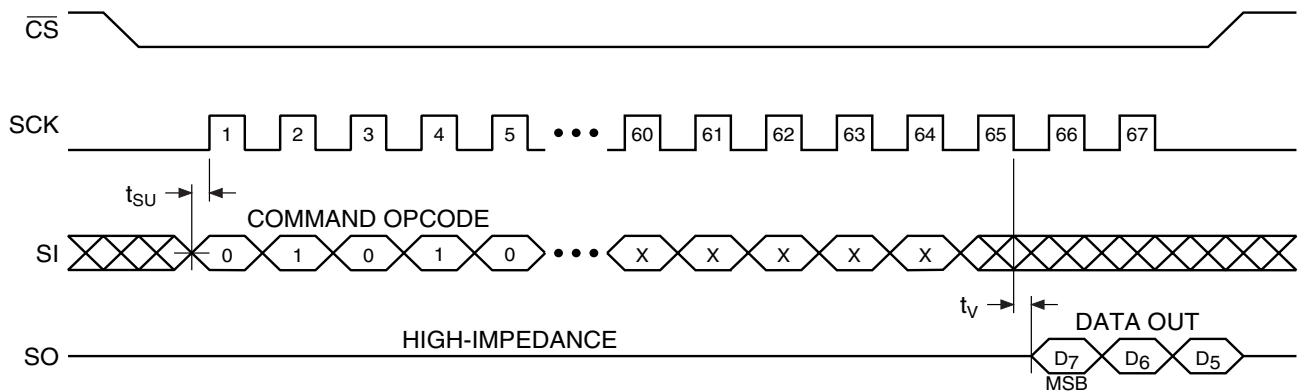 CS
SCK 1 2 3 4 5 ••• 60 61 62 63 64 65 66 67
tSU
COMMAND OPCODE
SI 0 1 0 1 0 ••• X X X X X
tV
HIGH-IMPEDANCE
DATA OUT
SO D7 D6 D5
MSB